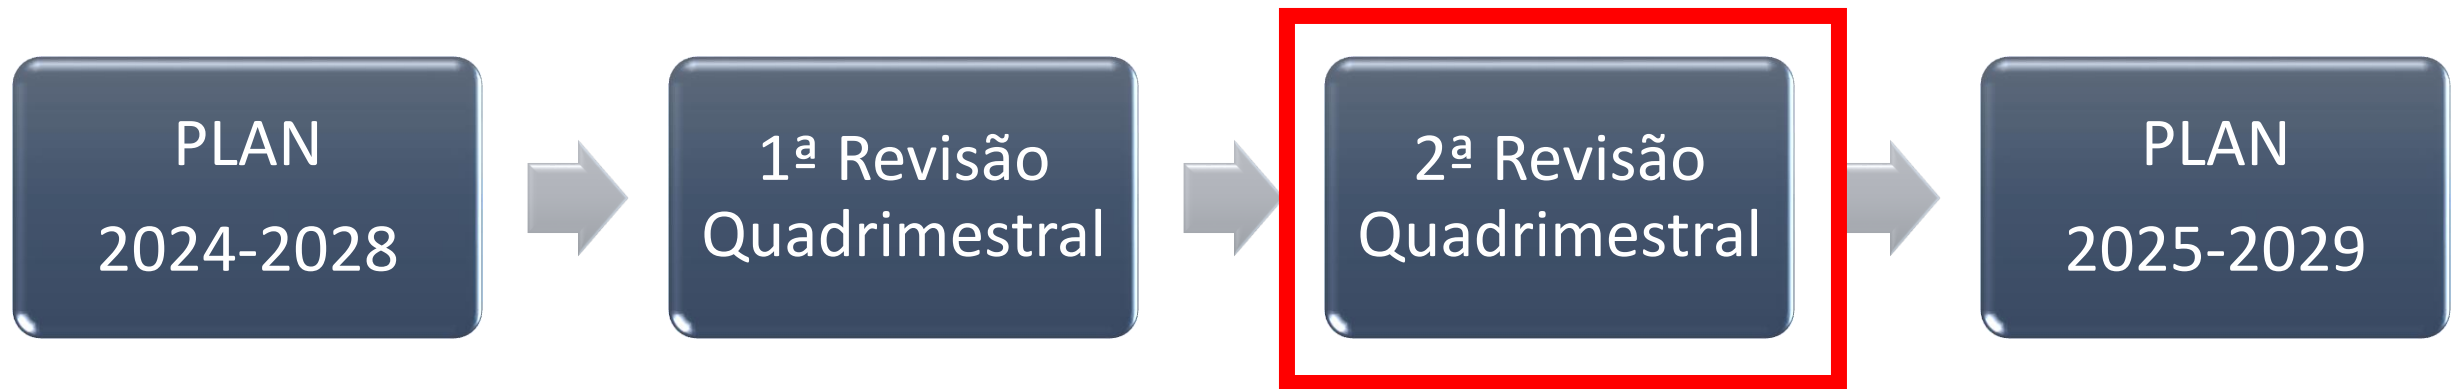 PLAN
2024-2028
1ª Revisão
Quadrimestral
2ª Revisão
Quadrimestral
PLAN
2025-2029